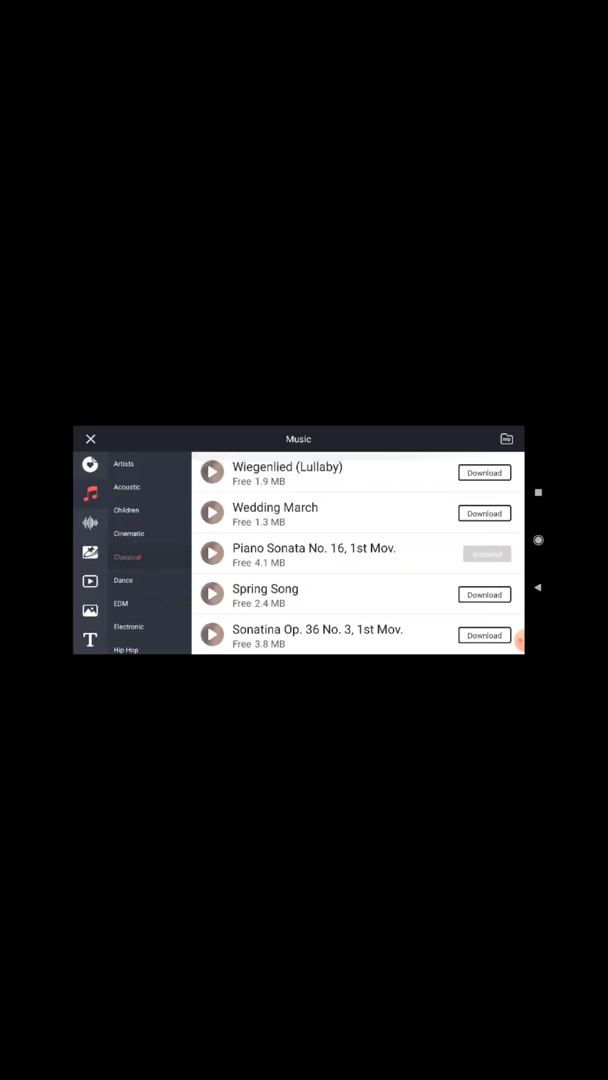 Music
my
Artists
Acoustic
Children
Cinematic
Classical
Dance
EDM
Electronic
Hip Hop
T
Wiegenlied (Lullaby)
Free 1.9 MB
Download
Wedding March
Free 1.3 MB
Download
Piano Sonata No. 16, 1st Mov.
Free 4.1 MB
Installed
Spring Song
Free 2.4 MB
Download
Sonatina Op. 36 No. 3, 1st Mov.
Free 3.8 MB
Download